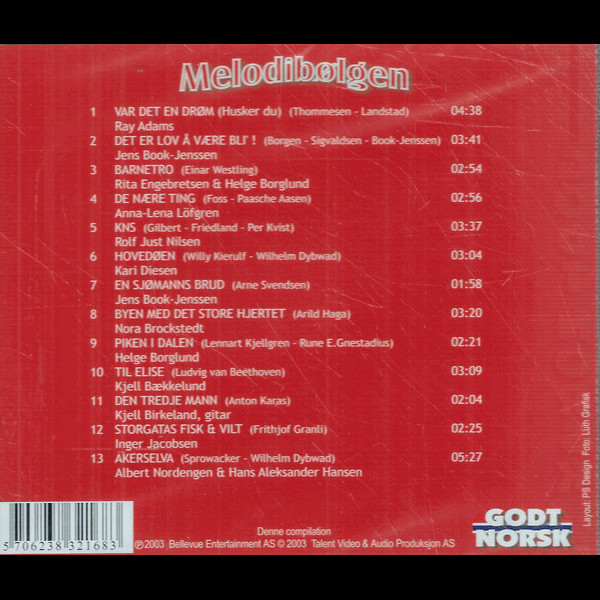 Melodibølgen
1 VAR DET EN DRØM (Husker du) (Thommesen - Landstad) 04:38
Ray Adams
2 DET ER LOV Å VÆRE BLI' ! (Borgen - Sigvaldsen - Book-Jenssen) 03:41
Jens Book-Jenssen
3 BARNETRO (Einar Westling) 02:54
Rita Engebretsen & Helge Borglund
4 DE NÆRE TING (Foss - Paasche Aasen) 02:56
Anna-Lena Löfgren
5 KNS (Gilbert - Friedland - Per Kvist) 03:37
Rolf Just Nilsen
6 HOVEDØEN (Willy Kierulf - Wilhelm Dybwad) 03:04
Kari Diesen
7 EN SJØMANNS BRUD (Arne Svendsen) 01:58
Jens Book-Jenssen
8 BYEN MED DET STORE HJERTET (Arild Haga) 03:20
Nora Brockstedt
9 PIKEN I DALEN (Lennart Kjellgren - Rune E.Gnestadius) 02:21
Helge Borglund
10 TIL ELISE (Ludvig van Beethoven) 03:09
Kjell Bækkelund
11 DEN TREDJE MANN (Anton Karas) 02:04
Kjell Birkeland, gitar
12 STORGATAS FISK & VILT (Frithjof Granli) 02:25
Inger Jacobsen
13 AKERSELVA (Sprowacker - Wilhelm Dybwad) 05:27
Albert Nordengen & Hans Aleksander Hansen
Denne compilation
℗2003 Bellevue Entertainment AS © 2003 Talent Video & Audio Produksjon AS
5 706238 321683
GODT
NORSK
Layout: PS Design Foto: Luth Grafisk